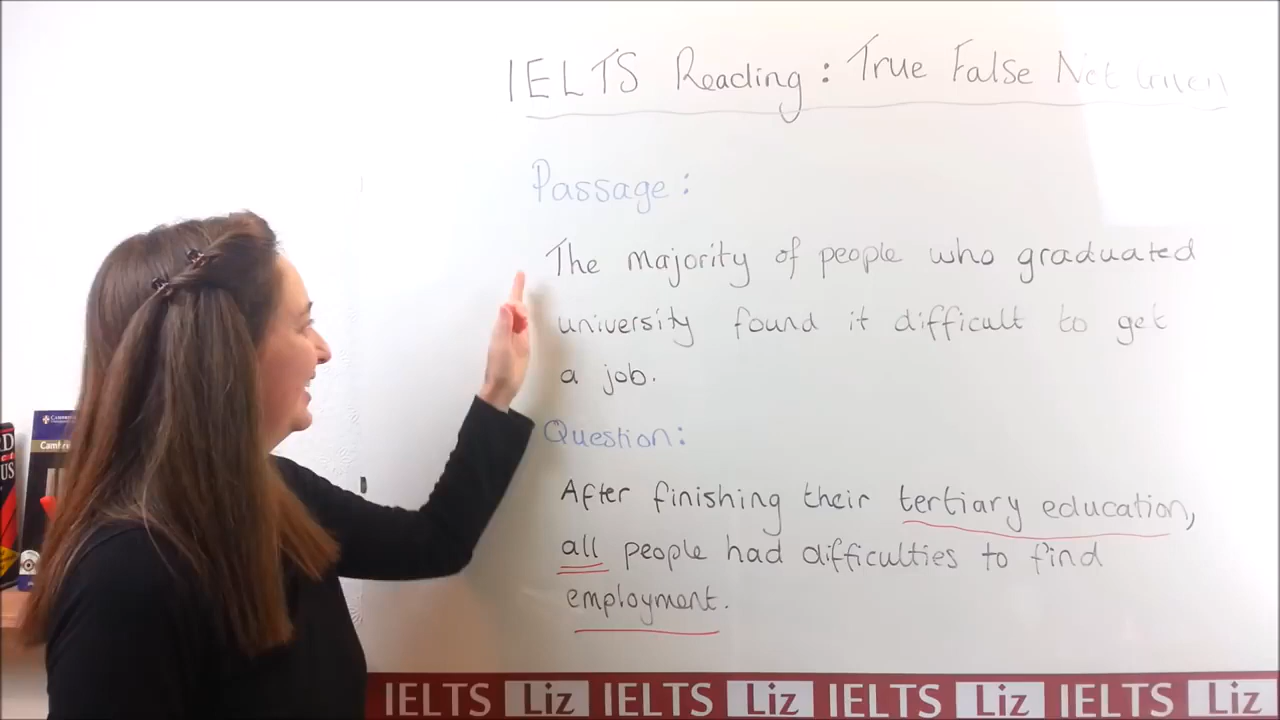 IELTS Reading: True False Not Given
Passage:
The majority of people who graduated
university found it difficult to get
a job.
Question:
After finishing their tertiary education,
all people had difficulties to find
employment.
IELTS Liz IELTS Liz IELTS Liz IELTS Liz